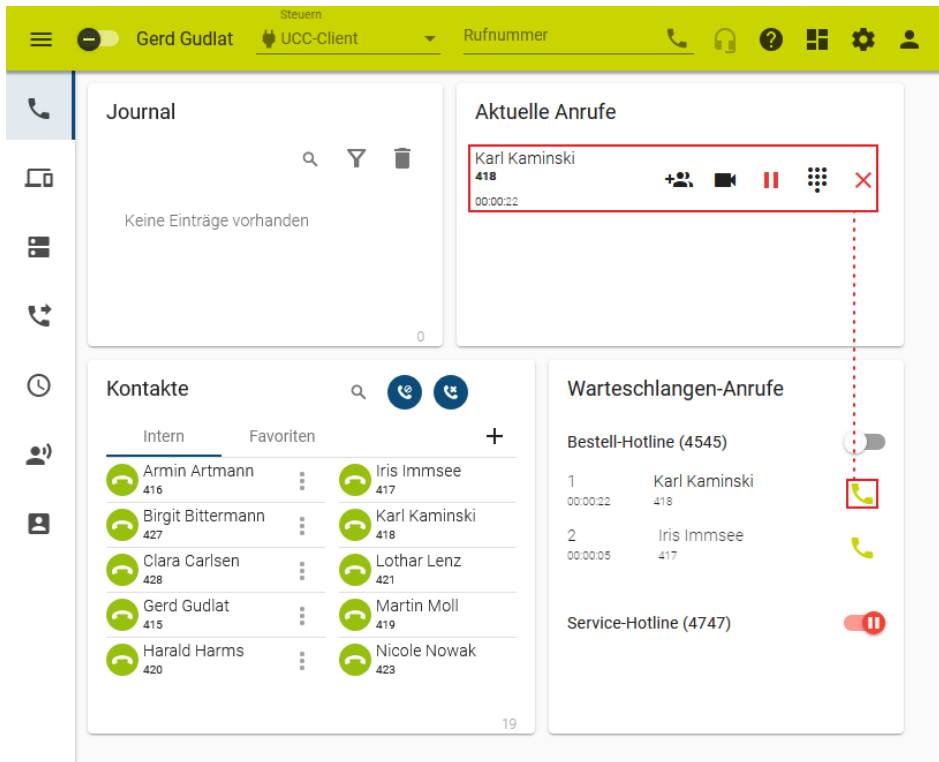 Steuern
Gerd Gudlat
UCC-Client
Rufnummer
Journal
Keine Einträge vorhanden
0
Aktuelle Anrufe
Karl Kaminski
418
00:00:22
Kontakte
Intern
Favoriten
Armin Artmann
416
Iris Immsee
417
Birgit Bittermann
427
Karl Kaminski
418
Clara Carlsen
428
Lothar Lenz
421
Gerd Gudlat
415
Martin Moll
419
Harald Harms
420
Nicole Nowak
423
19
Warteschlangen-Anrufe
Bestell-Hotline (4545)
1 Karl Kaminski
00:00:22 418
2 Iris Immsee
00:00:05 417
Service-Hotline (4747)